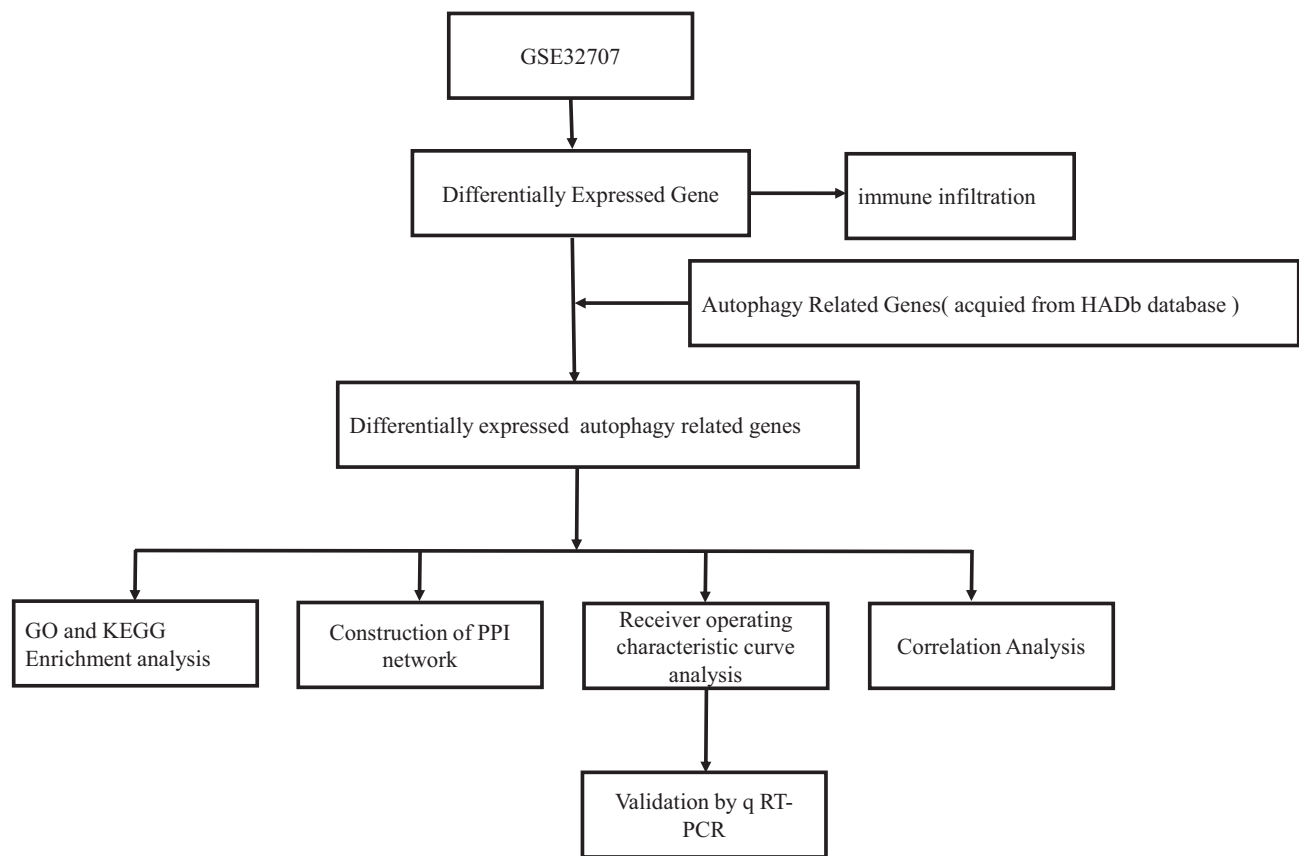 GSE32707
Differentially Expressed Gene
immune infiltration
Autophagy Related Genes( acquied from HADb database )
Differentially expressed autophagy related genes
GO and KEGG
Enrichment analysis
Construction of PPI
network
Receiver operating
characteristic curve
analysis
Correlation Analysis
Validation by q RT-
PCR